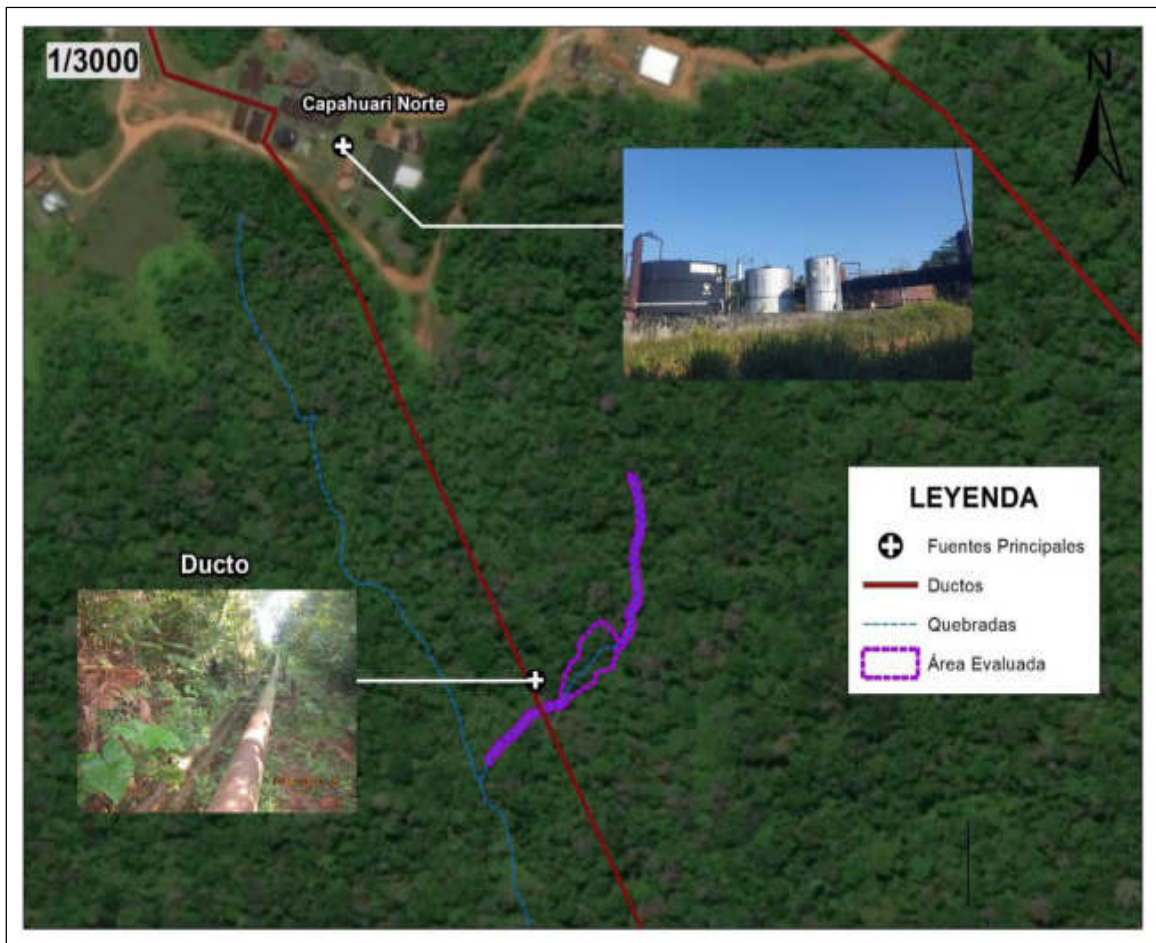 1/3000
N
Capahuari Norte
LEYENDA
Fuentes Principales
Ductos
Quebradas
Área Evaluada
Ducto